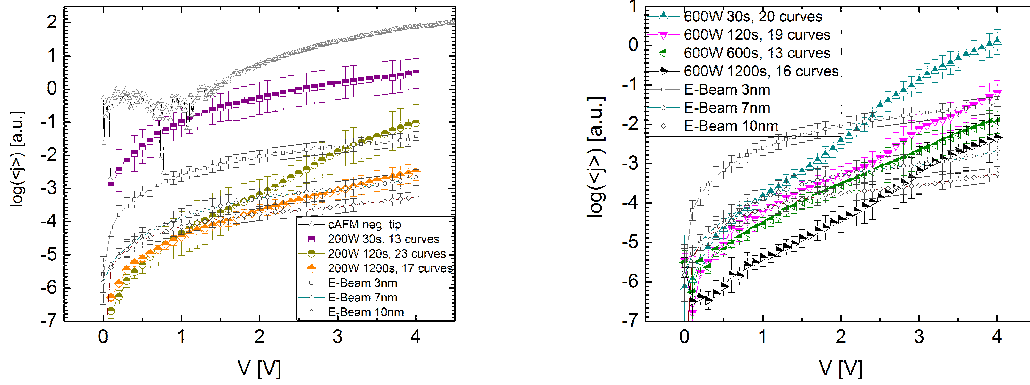 2
1
0
-1
-2
-3
-4
-5
-6
-7
log(<j>) [a.u.]
cAFM neg. tip
200W 30s, 13 curves
200W 120s, 23 curves
200W 1200s, 17 curves
E-Beam 3nm
E-Beam 7nm
E-Beam 10nm
0 1 2 3 4
V [V]
600W 30s, 20 curves
600W 120s, 19 curves
600W 600s, 13 curves
600W 1200s, 16 curves
E-Beam 3nm
E-Beam 7nm
E-Beam 10nm
1
0
-1
-2
-3
-4
-5
-6
-7
log(<j>) [a.u.]
0 1 2 3 4
V [V]